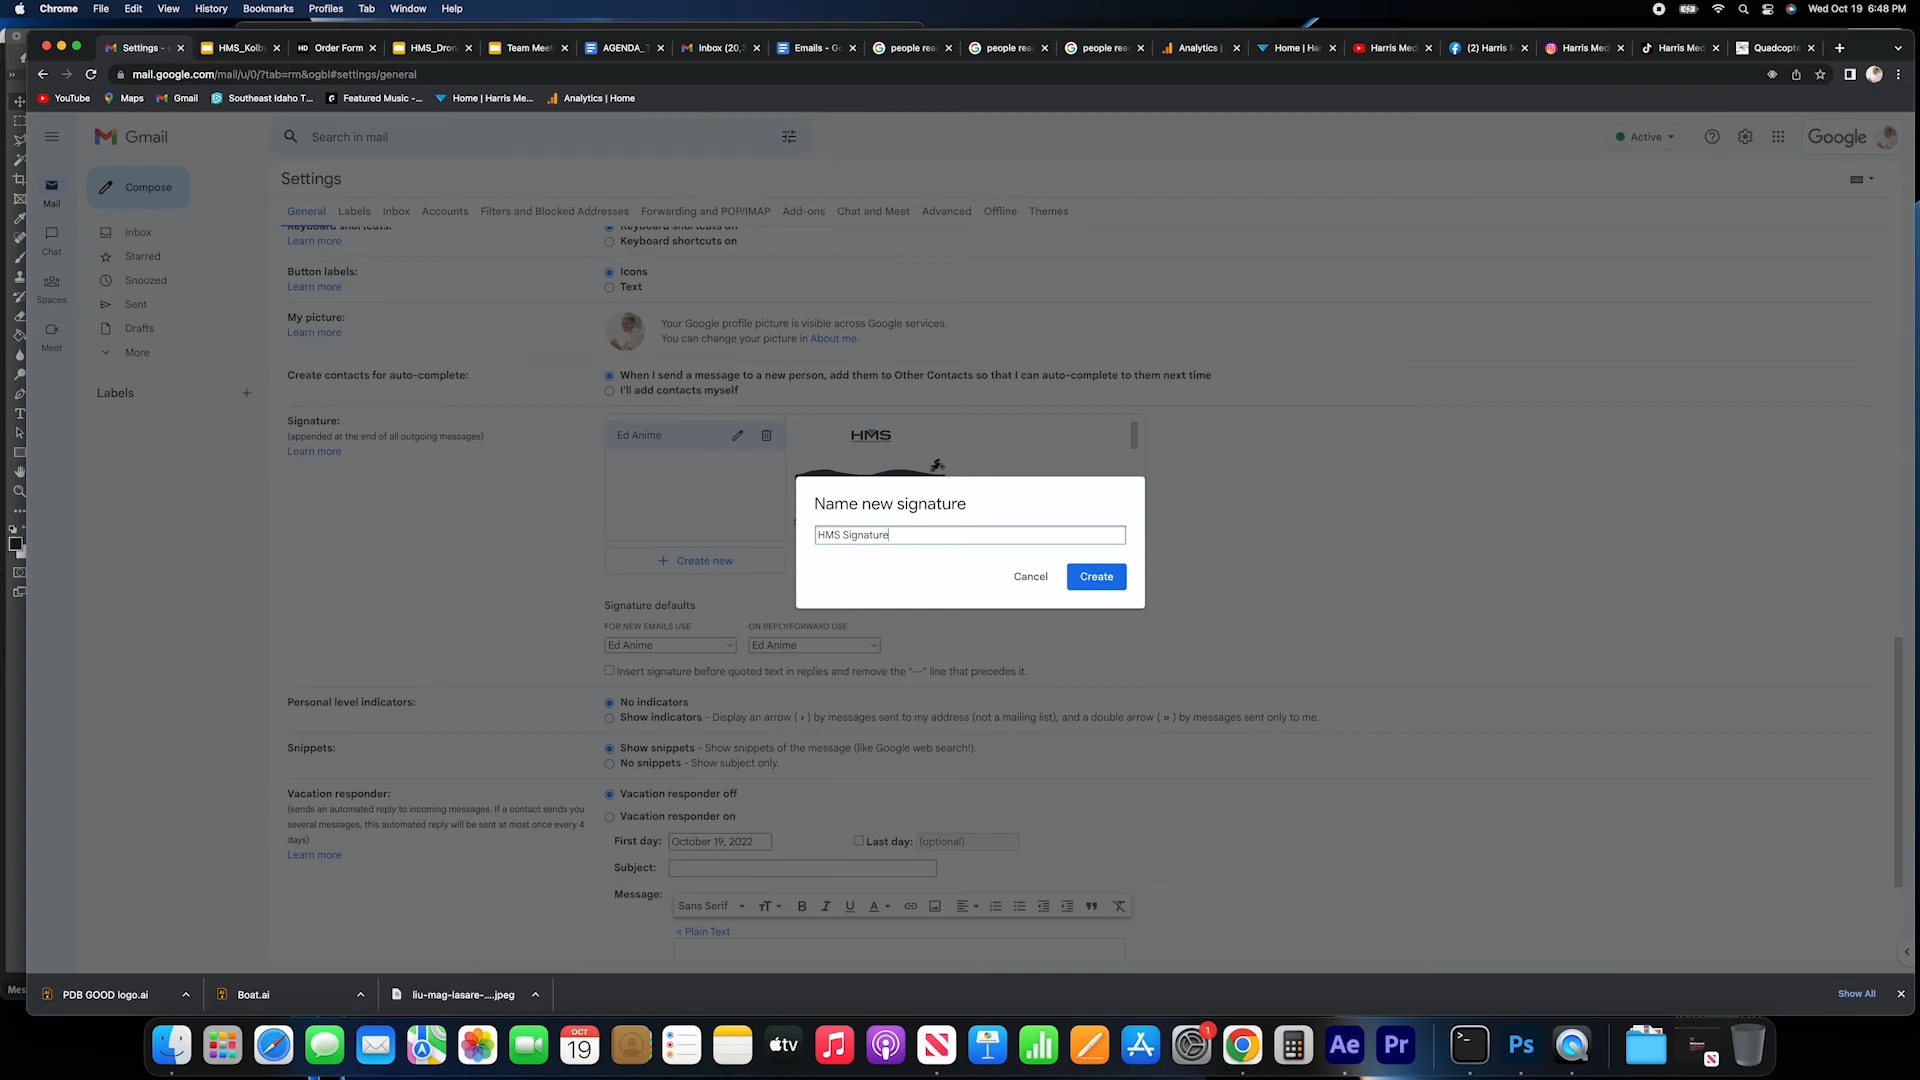 Chrome File Edit View History Bookmarks Profiles Tab Window Help
Wed Oct 19 6:48 PM
Settings -
HMS_Kolb
HD Order Form
HMS_Dron
Team Mee
AGENDA_
Inbox (20,3
Emails - Go
people rea
people rea
people rea
Analytics |
Home | Har
Harris Med
(2) Harris
Harris Med
Harris Med
Quadcopte
mail.google.com/mail/u/0/?tab=rm&ogbl#settings/general
YouTube
Maps
Gmail
Southeast Idaho T...
Featured Music -...
Home | Harris Me...
Analytics | Home
Gmail
Search in mail
Active
Google
Compose
Settings
Mail
General Labels Inbox Accounts Filters and Blocked Addresses Forwarding and POP/IMAP Add-ons Chat and Meet Advanced Offline Themes
Inbox
Chat
Starred
Snoozed
Spaces
Sent
Drafts
Meet
More
Labels
Keyboard shortcuts:
Learn more
Keyboard shortcuts off
Keyboard shortcuts on
Button labels:
Learn more
Icons
Text
My picture:
Learn more
Your Google profile picture is visible across Google services.
You can change your picture in About me.
Create contacts for auto-complete:
When I send a message to a new person, add them to Other Contacts so that I can auto-complete to them next time
I'll add contacts myself
Signature:
(appended at the end of all outgoing messages)
Learn more
Ed Anime
HMS
Name new signature
HMS Signature
Cancel
Create
Create new
Signature defaults
FOR NEW EMAILS USE
ON REPLY/FORWARD USE
Ed Anime
Ed Anime
Insert signature before quoted text in replies and remove the "--" line that precedes it.
Personal level indicators:
No indicators
Show indicators - Display an arrow ( › ) by messages sent to my address (not a mailing list), and a double arrow ( » ) by messages sent only to me.
Snippets:
Show snippets - Show snippets of the message (like Google web search!).
No snippets - Show subject only.
Vacation responder:
(sends an automated reply to incoming messages. If a contact sends you
several messages, this automated reply will be sent at most once every 4
days)
Learn more
Vacation responder off
Vacation responder on
First day: October 19, 2022
Last day: (optional)
Subject:
Message:
Sans Serif
« Plain Text
Mes
PDB GOOD logo.ai
Boat.ai
liu-mag-lasare-....jpeg
Show All
OCT
19
tv
1
Ae
Pr
Ps